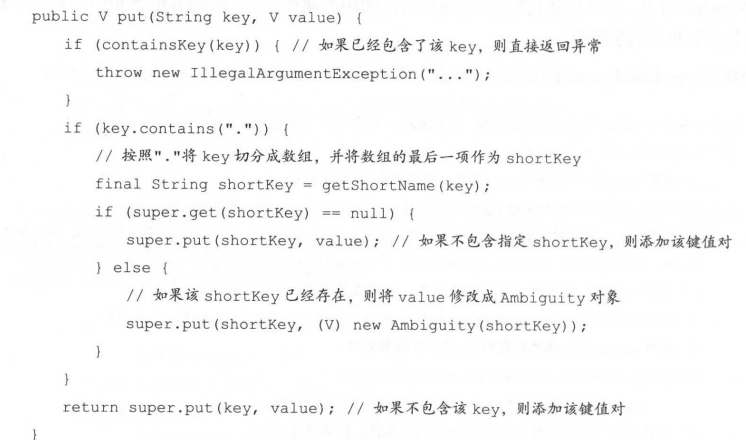 public V put(String key, V value) {
if (containsKey(key)) { // 如果已经包含了该 key，则直接返回异常
throw new IllegalArgumentException("...");
}
if (key.contains(".")) {
// 按照"."将 key 切分成数组，并将数组的最后一项作为 shortKey
final String shortKey = getShortName(key);
if (super.get(shortKey) == null) {
super.put(shortKey, value); // 如果不包含指定 shortKey，则添加该键值对
} else {
// 如果该 shortKey 已经存在，则将 value 修改成 Ambiguity 对象
super.put(shortKey, (V) new Ambiguity(shortKey));
}
}
return super.put(key, value); // 如果不包含该 key，则添加该键值对
}